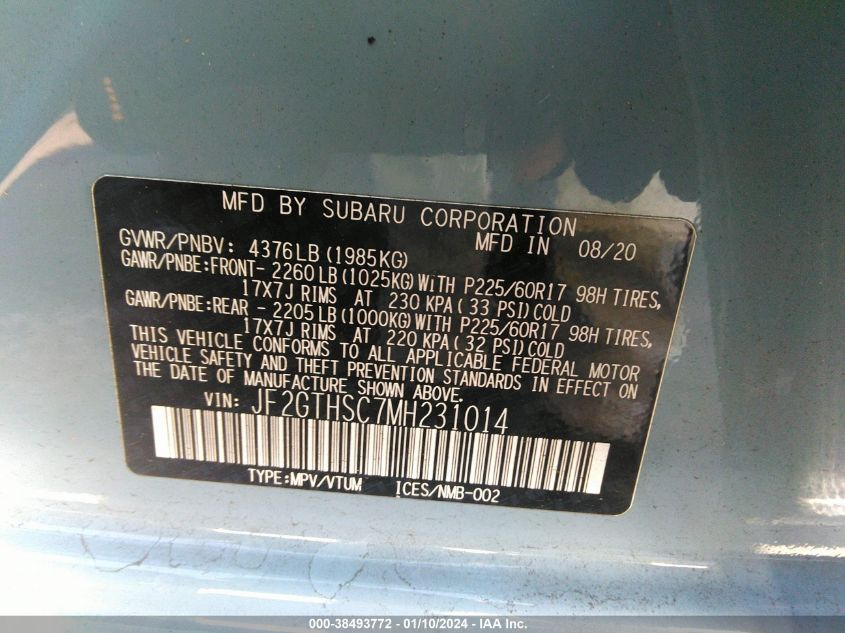 MFD BY SUBARU CORPORATION
MFD IN 08/20
GVWR/PNBV: 4376LB (1985KG)
GAWR/PNBE:FRONT- 2260LB (1025KG)WITH P225/60R17 98H TIRES,
17X7J RIMS AT 230 KPA ( 33 PSI)COLD
GAWR/PNBE:REAR - 2205LB (1000KG)WITH P225/60R17 98H TIRES,
17X7J RIMS AT 220 KPA ( 32 PSI)COLD
THIS VEHICLE CONFORMS TO ALL APPLICABLE FEDERAL MOTOR
VEHICLE SAFETY AND THEFT PREVENTION STANDARDS IN EFFECT ON
THE DATE OF MANUFACTURE SHOWN ABOVE.
VIN: JF2GTHSC7MH231014
TYPE:MPV/VTUM ICES/NMB-002
000-38493772 - 01/10/2024 - IAA Inc.